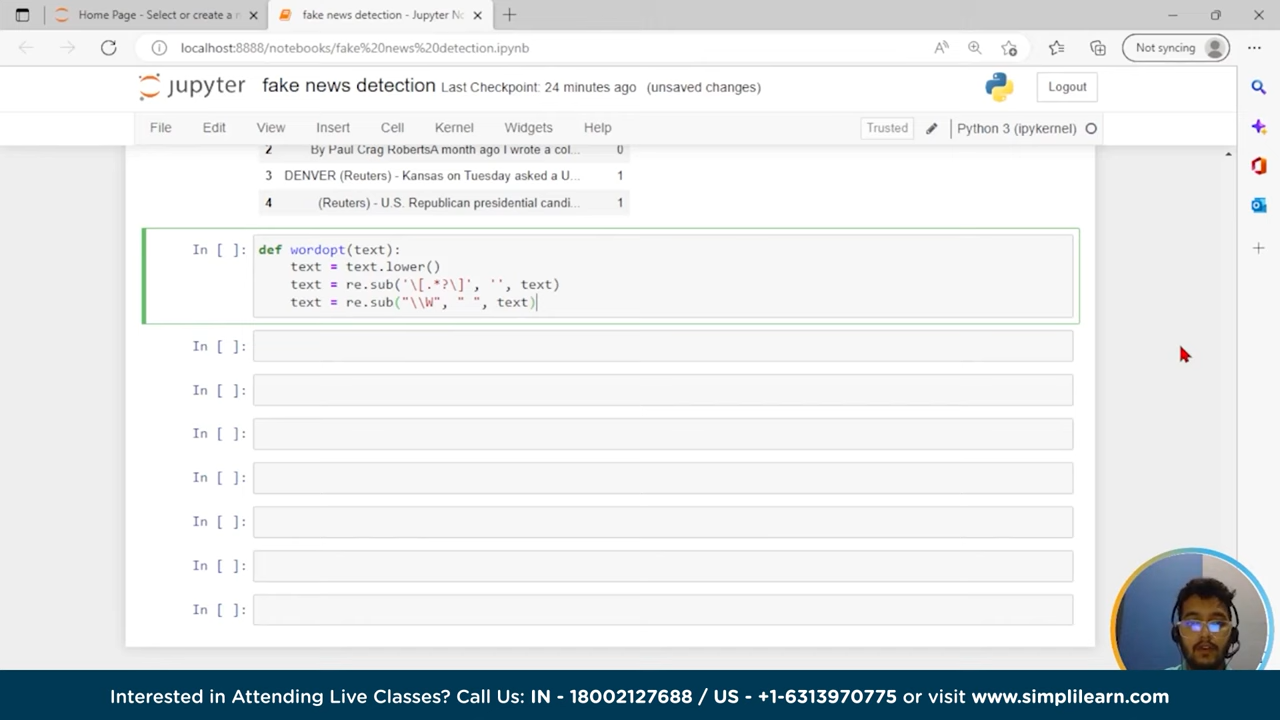 Home Page - Select or create a n
fake news detection - Jupyter No
localhost:8888/notebooks/fake%20news%20detection.ipynb
Not syncing
jupyter
fake news detection Last Checkpoint: 24 minutes ago (unsaved changes)
Logout
File Edit View Insert Cell Kernel Widgets Help
Trusted
Python 3 (ipykernel)
2 By Paul Crag RobertsA month ago I wrote a col... 0
3 DENVER (Reuters) - Kansas on Tuesday asked a U... 1
4 (Reuters) - U.S. Republican presidential candi... 1
In [ ]: def wordopt(text):
text = text.lower()
text = re.sub('\[.*?\]', '', text)
text = re.sub("\\W", " ", text)
In [ ]:
In [ ]:
In [ ]:
In [ ]:
In [ ]:
In [ ]:
In [ ]:
Interested in Attending Live Classes? Call Us: IN - 18002127688 / US - +1-6313970775 or visit www.simplilearn.com